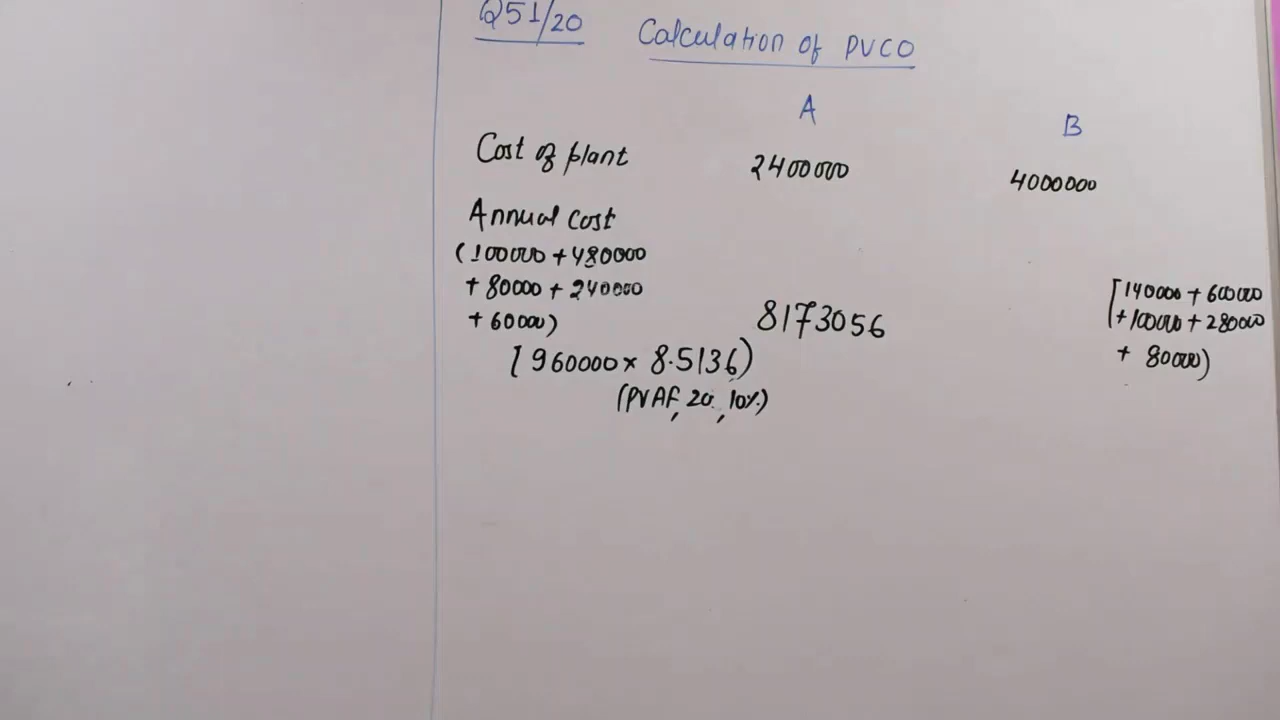 Q51/20 Calculation of PVCO
A B
Cost of plant 2400000 4000000
Annual cost
(100000 + 480000
+ 80000 + 240000
+ 60000) 8173056
[960000 x 8.5136)
(PVAF, 20, 10%)
[140000 + 600000
+100000 + 280000
+ 80000)